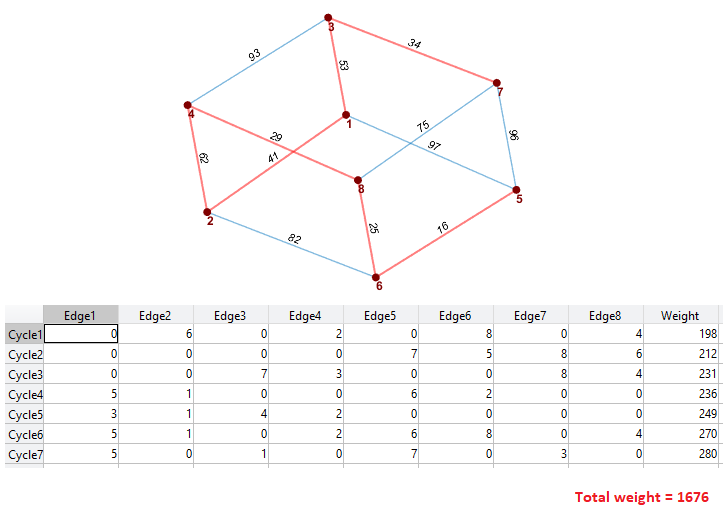 3
34
93
53
7
4
1
75
29
96
97
62
41
8
5
2
25
16
82
6
Edge1 Edge2 Edge3 Edge4 Edge5 Edge6 Edge7 Edge8 Weight
Cycle1 0 6 0 2 0 8 0 4 198
Cycle2 0 0 0 0 7 5 8 6 212
Cycle3 0 0 7 3 0 0 8 4 231
Cycle4 5 1 0 0 6 2 0 0 236
Cycle5 3 1 4 2 0 0 0 0 249
Cycle6 5 1 0 2 6 8 0 4 270
Cycle7 5 0 1 0 7 0 3 0 280
Total weight = 1676